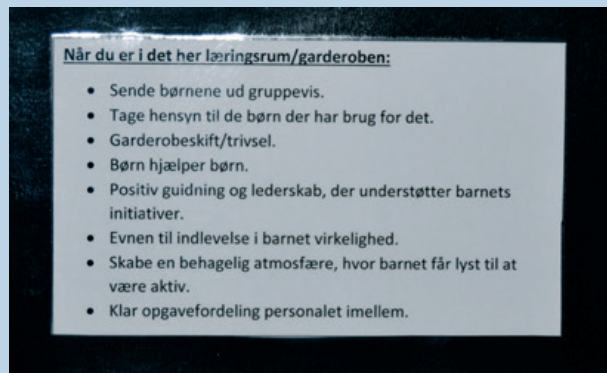 Når du er i det her læringsrum/garderoben:
• Sende børnene ud gruppevis.
• Tage hensyn til de børn der har brug for det.
• Garderobeskift/trivsel.
• Børn hjælper børn.
• Positiv guidning og lederskab, der understøtter barnets
initiativer.
• Evnen til indlevelse i barnet virkelighed.
• Skabe en behagelig atmosfære, hvor barnet får lyst til at
være aktiv.
• Klar opgavefordeling personalet imellem.